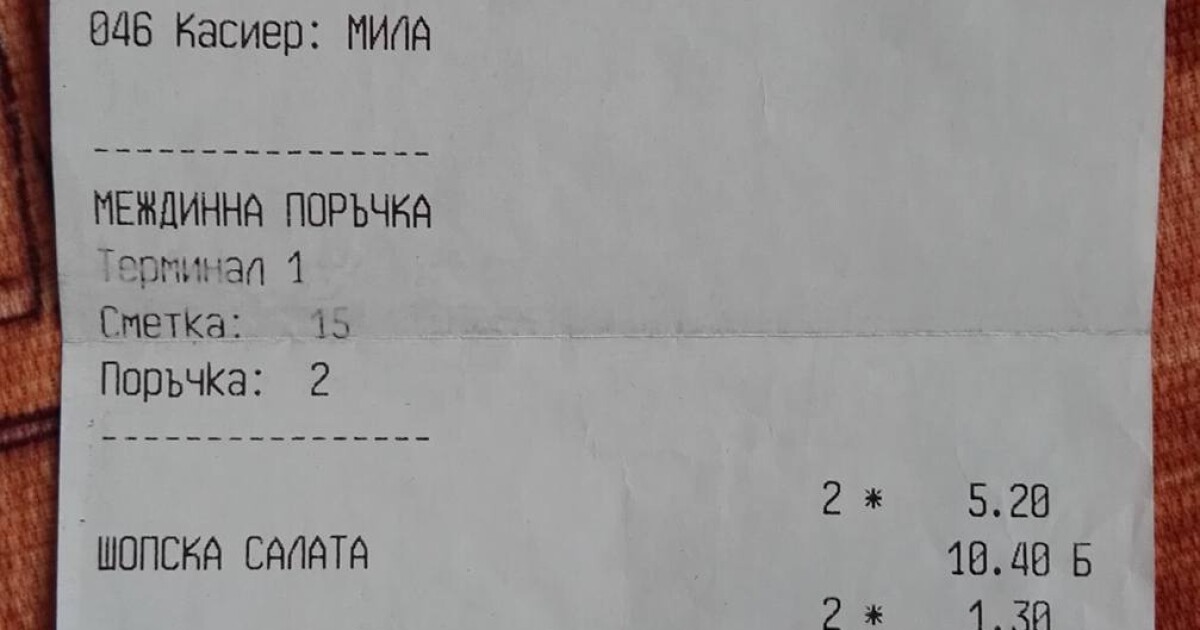 046 Касиер: МИЛА
----------------
МЕЖДИННА ПОРЪЧКА
Терминал 1
Сметка: 15
Поръчка: 2
----------------
2 * 5.20
ШОПСКА САЛАТА
10.40 Б
2 * 1.30